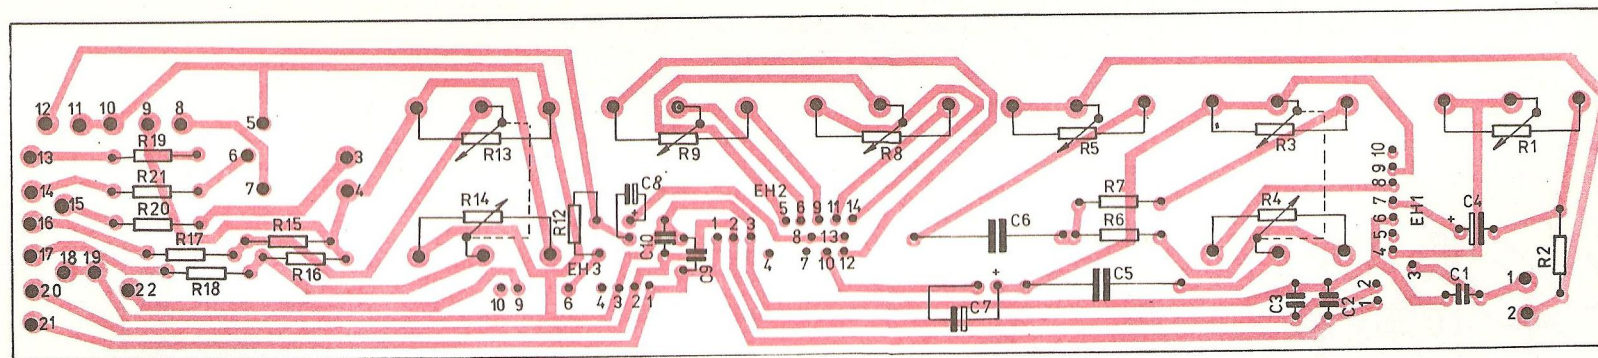 12 11 10 9 8 5
R19 6 3
13
R21 7 4
14
R20
15
16 R15
R17
17 18 19 R16
R18
20 22
21
R13
R14
R12
C8
+
10 9 EH3 6 4 3 2 1
C10
C9
R9
R8
EH2
5 6 9 11 14
1 2 3 8 13
4 7 10 12
C6
C7
+
R5
R7
R6
C5
R3
R4
C3
C2
10
9
8
7
6
5
4
3
2
1
EH1
C4
+
C1
R1
R2
1
2